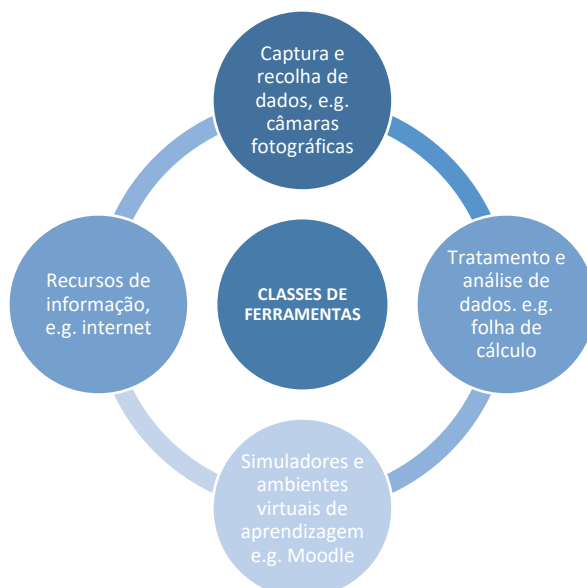 Captura e
recolha de
dados, e.g.
câmaras
fotográficas
Recursos de
informação,
e.g. internet
CLASSES DE
FERRAMENTAS
Tratamento e
análise de
dados. e.g.
folha de
cálculo
Simuladores e
ambientes
virtuais de
aprendizagem
e.g. Moodle